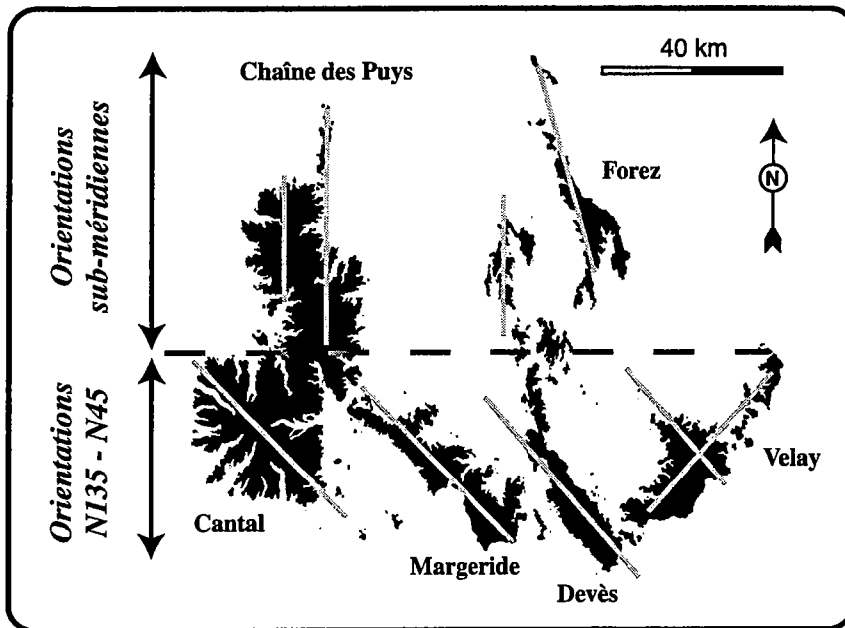 40 km
Chaîne des Puys
Orientations
sub-méridiennes
Forez
N
Orientations
N135 - N45
Velay
Cantal
Margeride
Devès